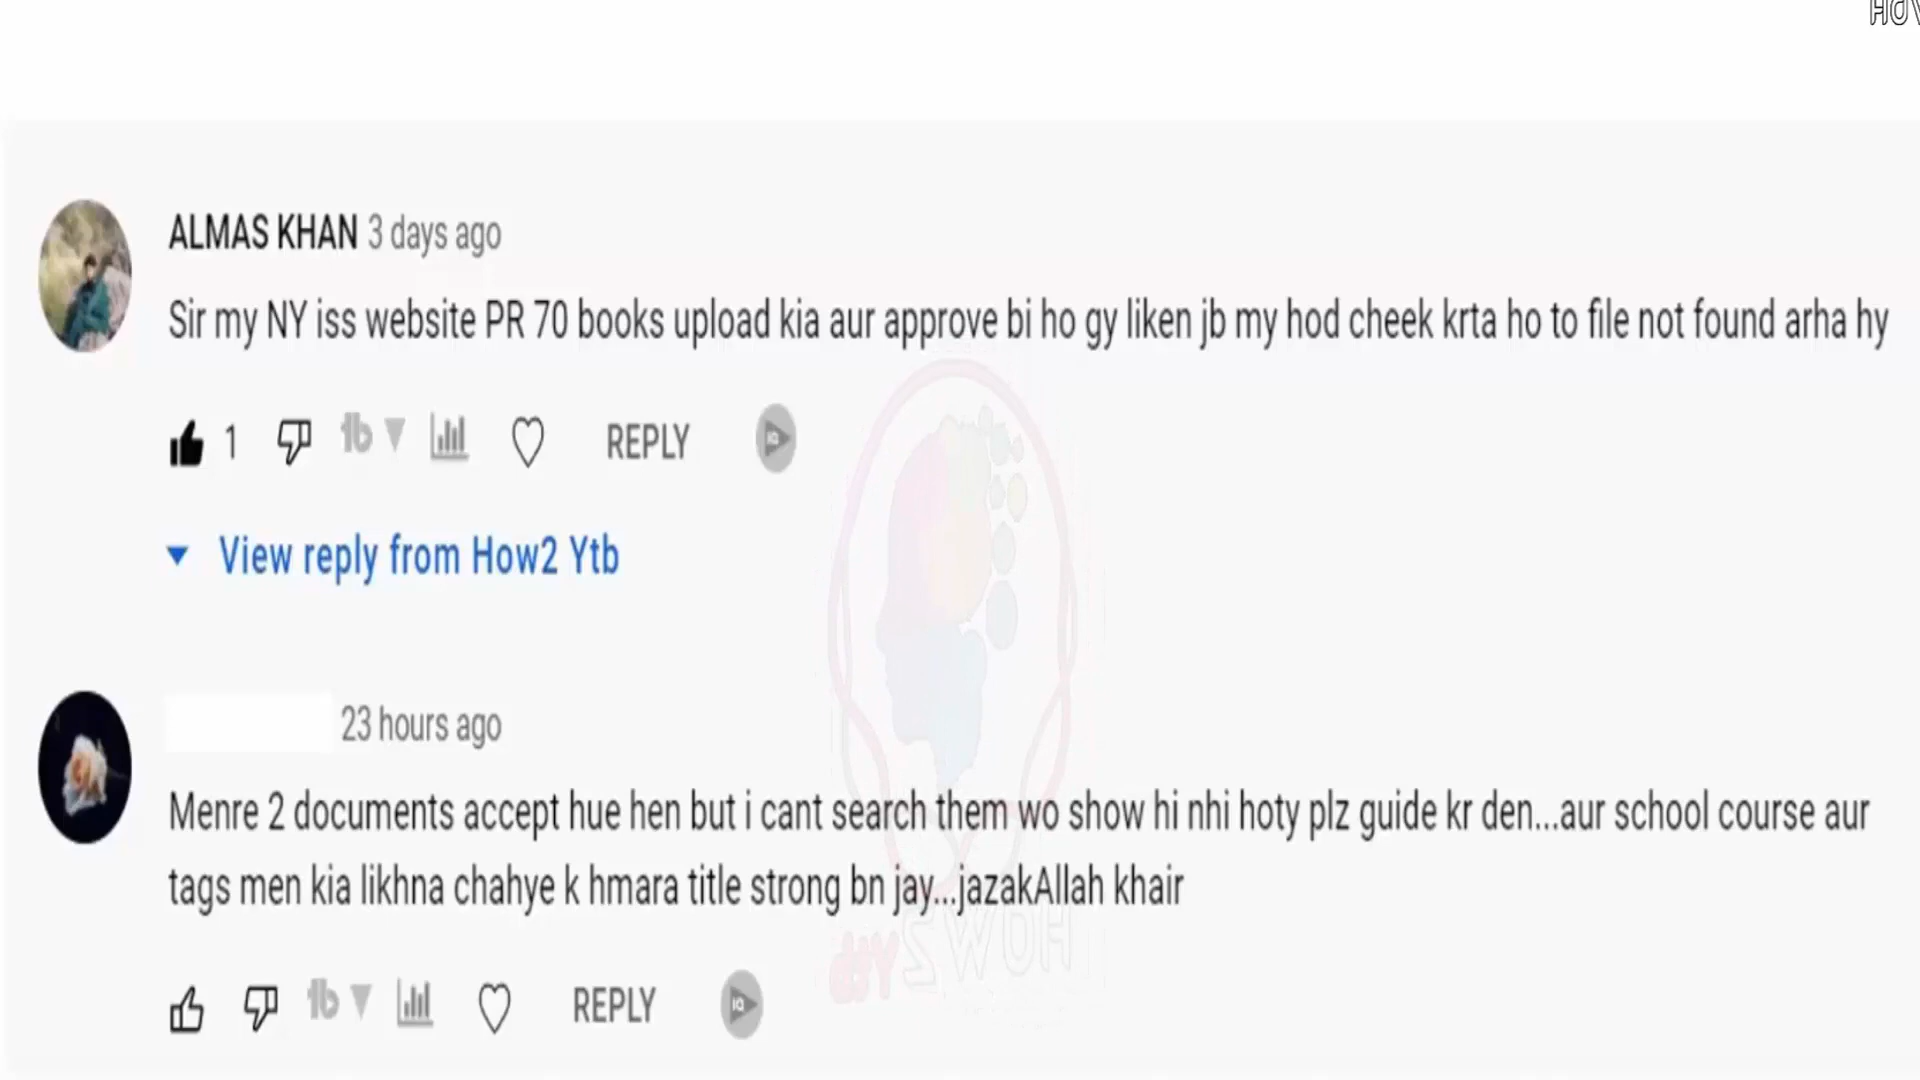 ALMAS KHAN 3 days ago
Sir my NY iss website PR 70 books upload kia aur approve bi ho gy liken jb my hod cheek krta ho to file not found arha hy
1 REPLY
View reply from How2 Ytb
23 hours ago
Menre 2 documents accept hue hen but i cant search them wo show hi nhi hoty plz guide kr den...aur school course aur
tags men kia likhna chahye k hmara title strong bn jay...jazakAllah khair
HOW2 Ytb
REPLY